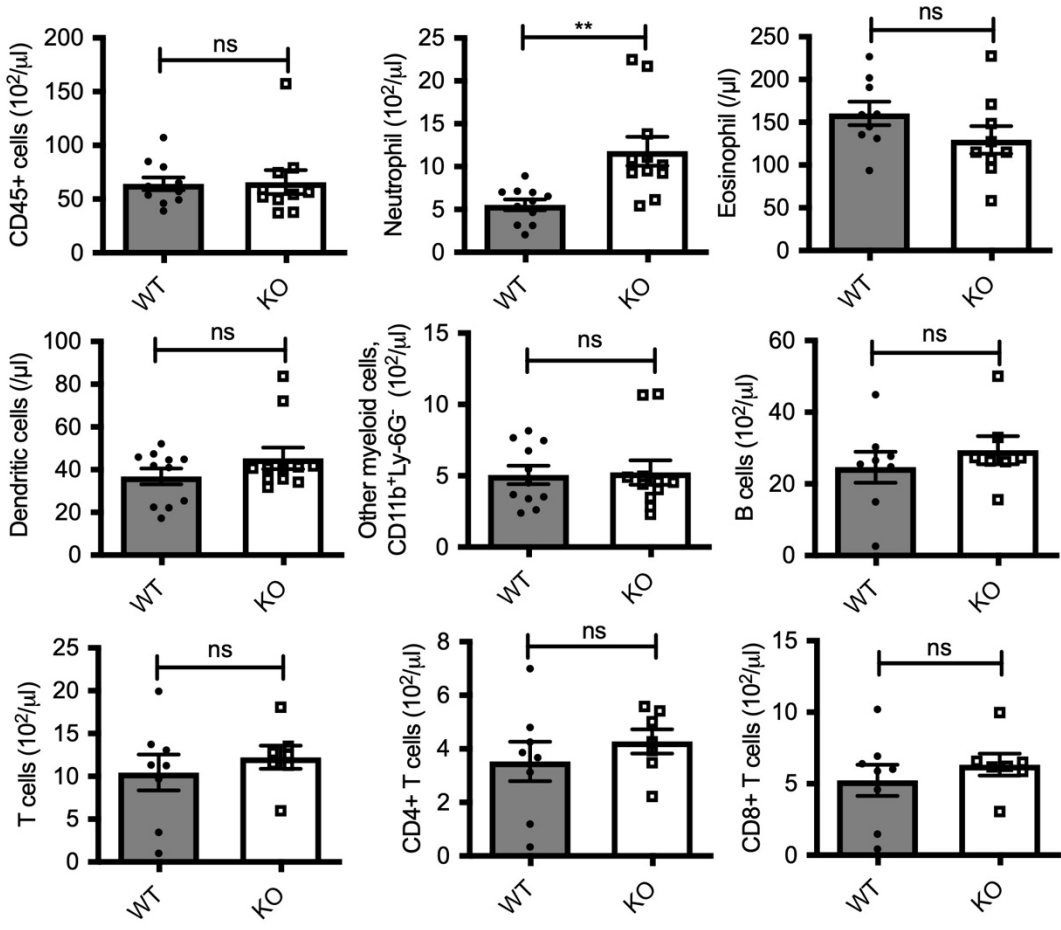 CD45+ cells (10²/µl)
200
150
100
50
0
ns
WT
KO
Neutrophil (10²/µl)
25
20
15
10
5
0
**
WT
KO
Eosinophil (/µl)
250
200
150
100
50
0
ns
WT
KO
Dendritic cells (/µl)
100
80
60
40
20
0
ns
WT
KO
Other myeloid cells,
CD11b⁺Ly-6G⁻ (10²/µl)
15
10
5
0
ns
WT
KO
B cells (10²/µl)
60
40
20
0
ns
WT
KO
T cells (10²/µl)
25
20
15
10
5
0
ns
WT
KO
CD4+ T cells (10²/µl)
8
6
4
2
0
ns
WT
KO
CD8+ T cells (10²/µl)
15
10
5
0
ns
WT
KO